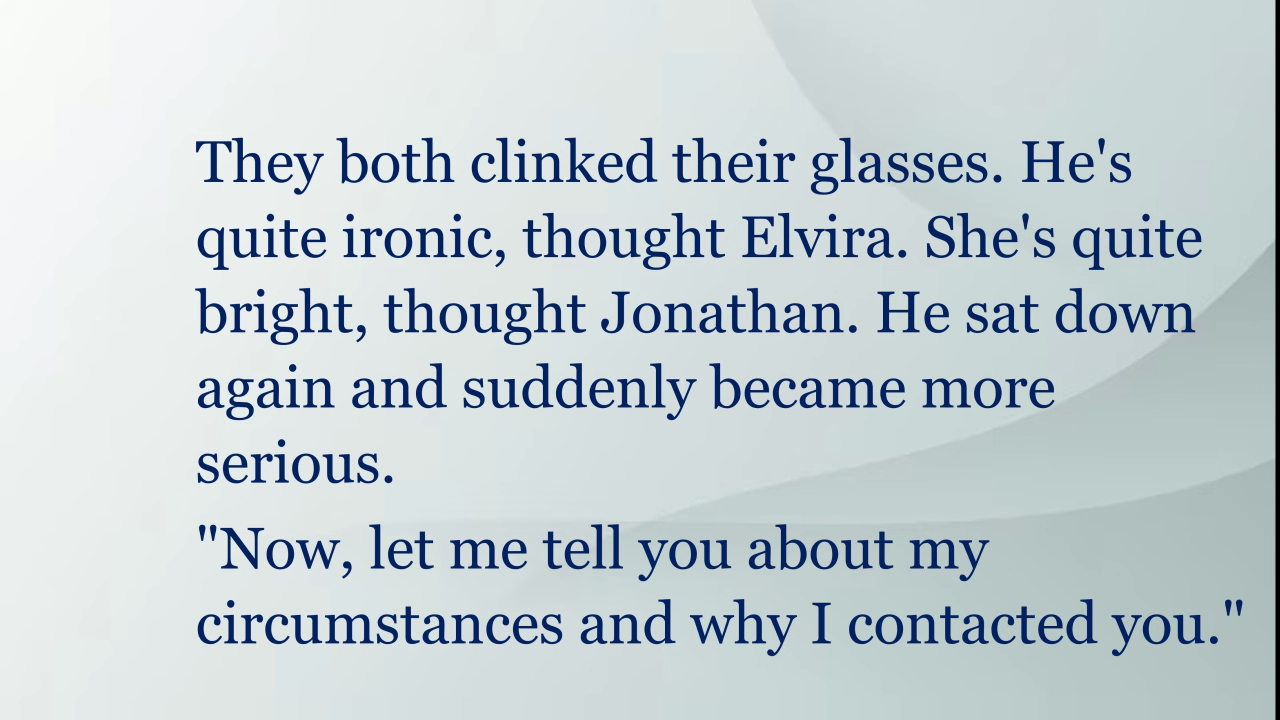 They both clinked their glasses. He's
quite ironic, thought Elvira. She's quite
bright, thought Jonathan. He sat down
again and suddenly became more
serious.
"Now, let me tell you about my
circumstances and why I contacted you."